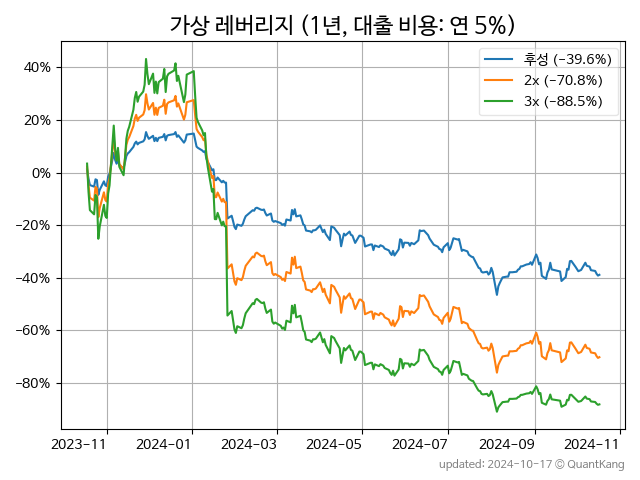 가상 레버리지 (1년, 대출 비용: 연 5%)
후성 (-39.6%)
2x (-70.8%)
3x (-88.5%)
40%
20%
0%
-20%
-40%
-60%
-80%
2023-11 2024-01 2024-03 2024-05 2024-07 2024-09 2024-11
updated: 2024-10-17 © QuantKang